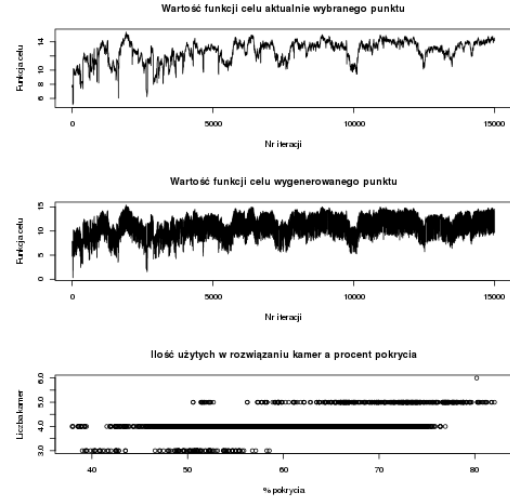 Wartość funkcji celu aktualnie wybranego punktu
Funkcja celu
14
10
8
6
0
5000
10000
15000
Nr iteracji
Wartość funkcji celu wygenerowanego punktu
Funkcja celu
15
10
5
0
0
5000
10000
15000
Nr iteracji
Ilość użytych w rozwiązaniu kamer a procent pokrycia
Liczba kamer
6.0
5.0
4.0
3.0
40
50
60
70
80
% pokrycia